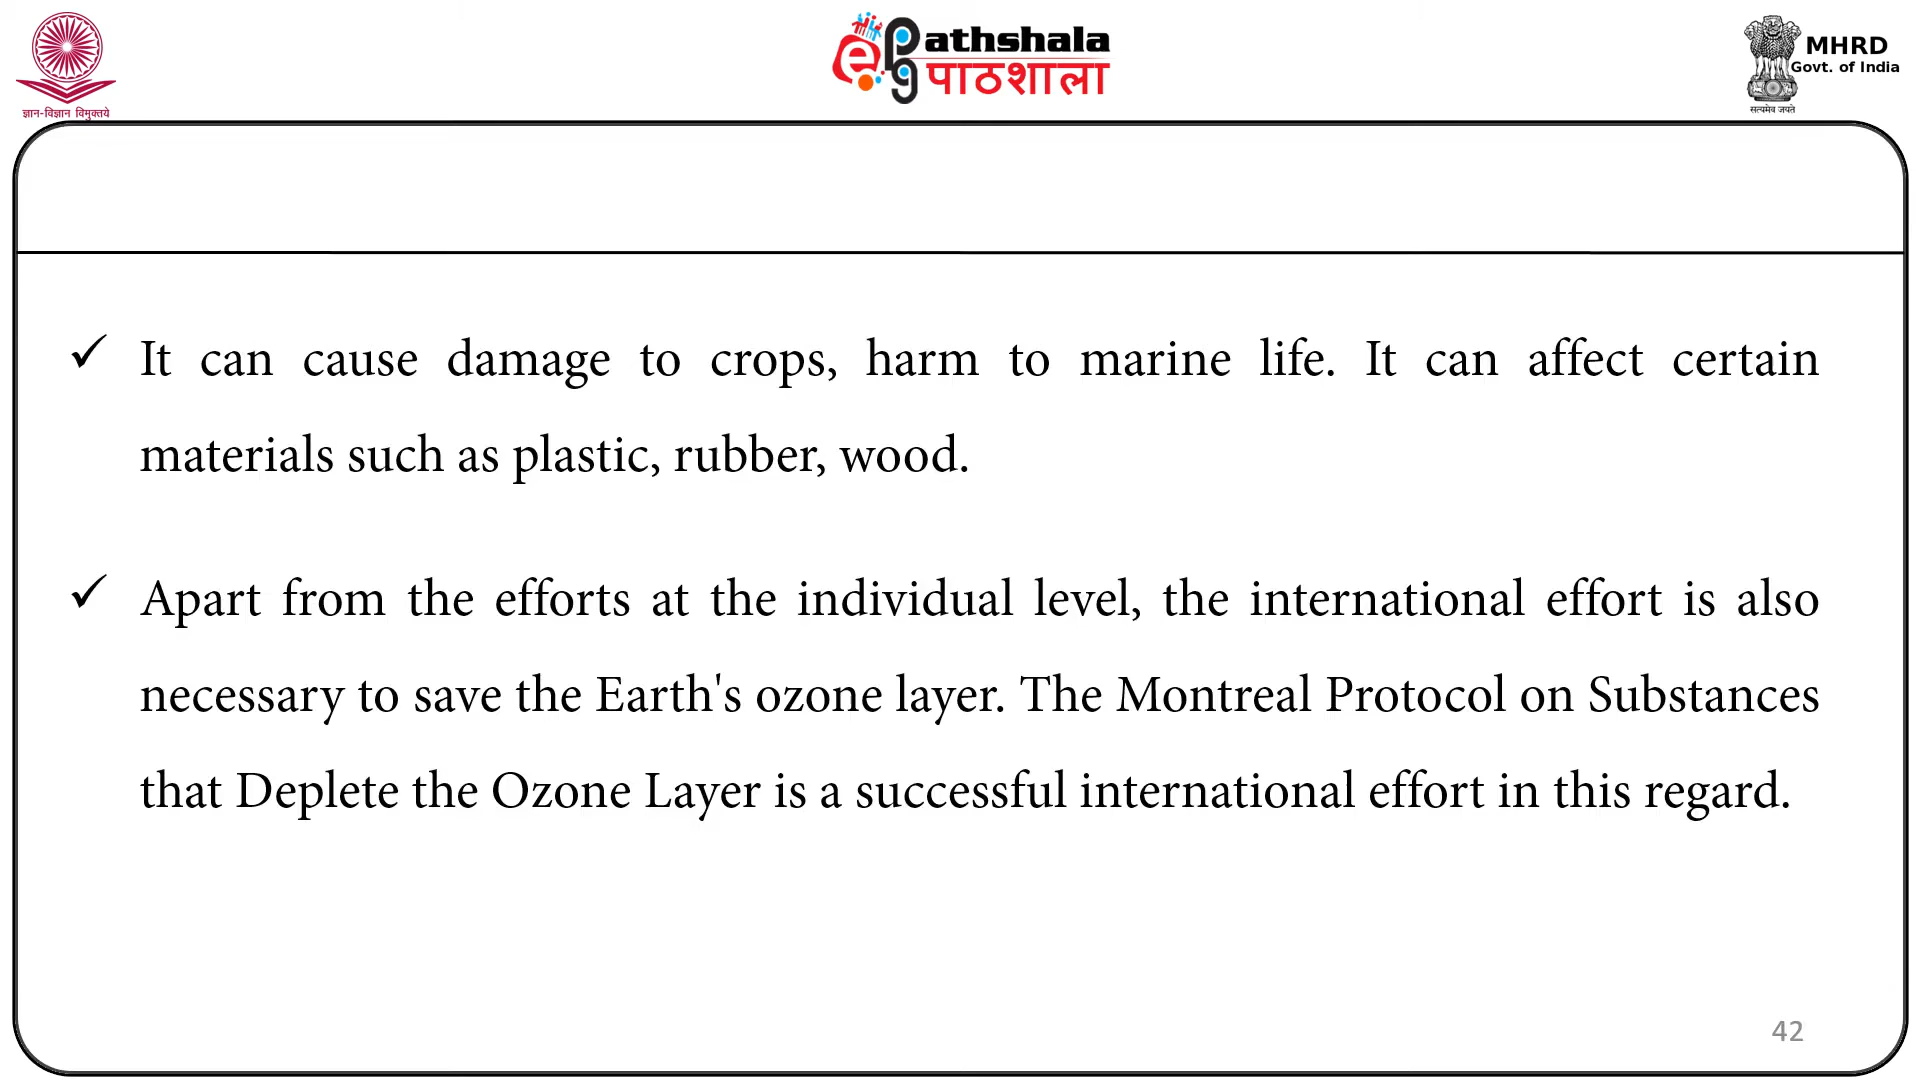 ज्ञान-विज्ञान विमुक्तये
e PG Pathshala
पाठशाला
MHRD
Govt. of India
सत्यमेव जयते
It can cause damage to crops, harm to marine life. It can affect certain
materials such as plastic, rubber, wood.
Apart from the efforts at the individual level, the international effort is also
necessary to save the Earth's ozone layer. The Montreal Protocol on Substances
that Deplete the Ozone Layer is a successful international effort in this regard.
42